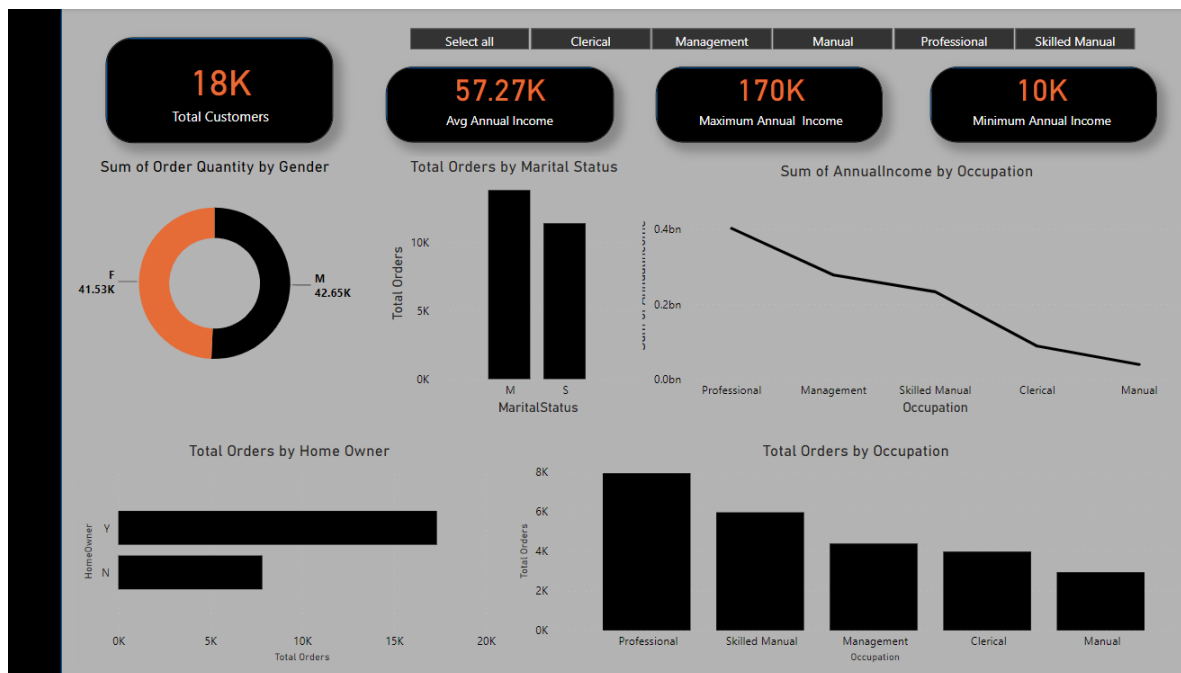 Select all Clerical Management Manual Professional Skilled Manual
18K
Total Customers
57.27K
Avg Annual Income
170K
Maximum Annual Income
10K
Minimum Annual Income
Sum of Order Quantity by Gender
F
41.53K
M
42.65K
Total Orders by Marital Status
Total Orders
10K
5K
0K
M S
MaritalStatus
Sum of AnnualIncome by Occupation
Sum of AnnualIncome
0.4bn
0.2bn
0.0bn
Professional Management Skilled Manual Clerical Manual
Occupation
Total Orders by Home Owner
HomeOwner
Y
N
0K 5K 10K 15K 20K
Total Orders
Total Orders by Occupation
Total Orders
8K
6K
4K
2K
0K
Professional Skilled Manual Management Clerical Manual
Occupation